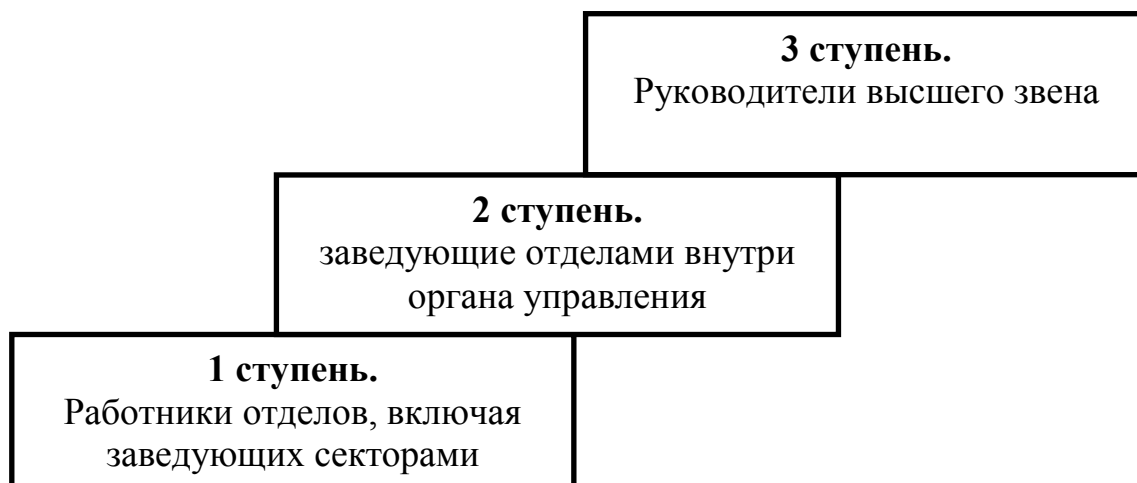 3 ступень.
Руководители высшего звена
2 ступень.
заведующие отделами внутри
органа управления
1 ступень.
Работники отделов, включая
заведующих секторами